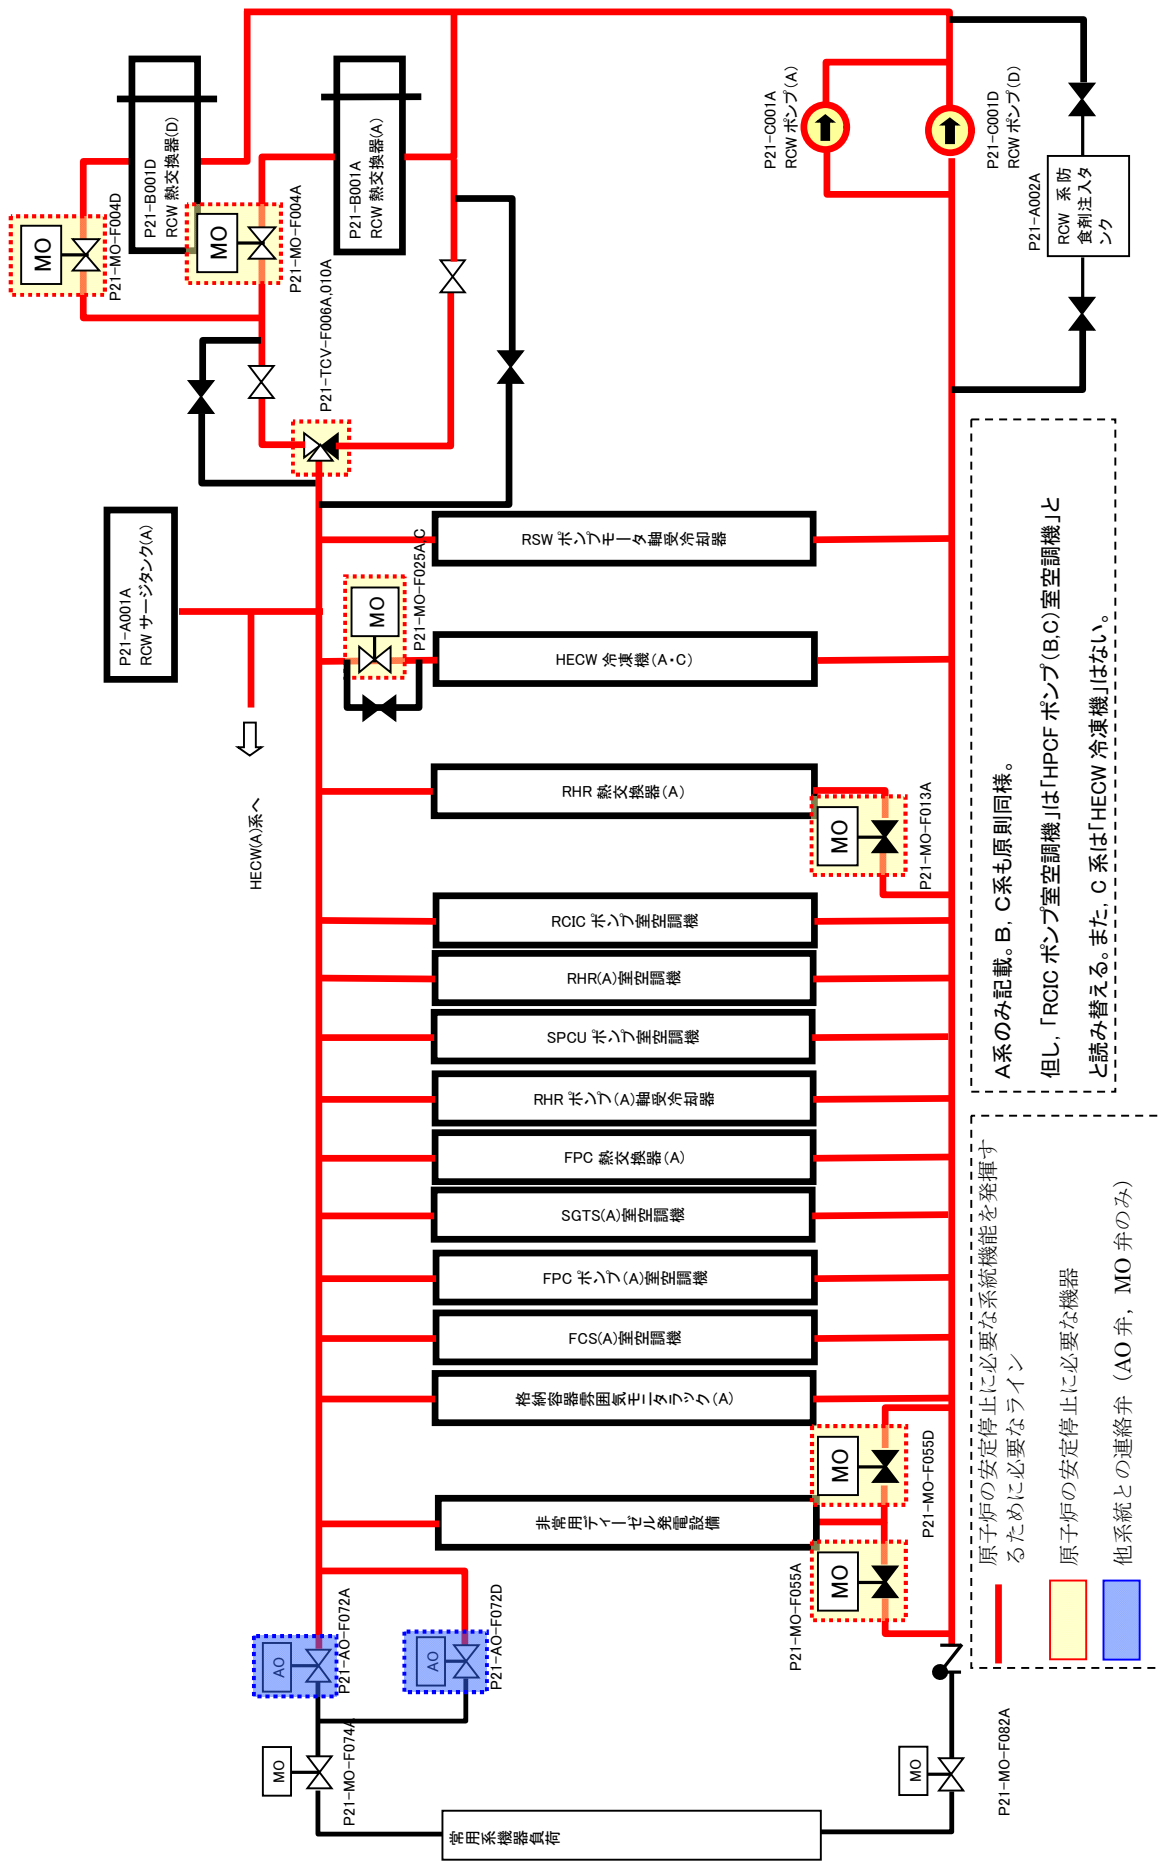 P21-B001D
RCW 熱交換器(D)
MO
P21-MO-F004D
MO
P21-MO-F004A
P21-B001A
RCW 熱交換器(A)
P21-TCV-F006A,010A
P21-C001A
RCW ポンプ(A)
P21-C001D
RCW ポンプ(D)
P21-A002A
RCW 系防
食剤注入タ
ンク
P21-A001A
RCW サージタンク(A)
HECW(A)系へ
MO
P21-MO-F025A,C
RSW ポンプモータ軸受冷却器
HECW 冷凍機(A・C)
RHR 熱交換器(A)
MO
P21-MO-F013A
RCIC ポンプ室空調機
RHR(A)室空調機
SPCU ポンプ室空調機
RHR ポンプ(A)軸受冷却器
FPC 熱交換器(A)
SGTS(A)室空調機
FPC ポンプ(A)室空調機
FCS(A)室空調機
格納容器雰囲気モニタラック(A)
非常用ディーゼル発電設備
MO
P21-MO-F055D
MO
P21-MO-F055A
AO
P21-AO-F072A
AO
P21-AO-F072D
MO
P21-MO-F074A
MO
P21-MO-F082A
常用系機器負荷
A系のみ記載。B, C系も原則同様。
但し,「RCIC ポンプ室空調機」は「HPCF ポンプ(B,C)室空調機」と
と読み替える。また, C 系は「HECW 冷凍機」はない。
原子炉の安定停止に必要な系統機能を発揮す
るために必要なライン
原子炉の安定停止に必要な機器
他系統との連絡弁 (AO 弁, MO 弁のみ)